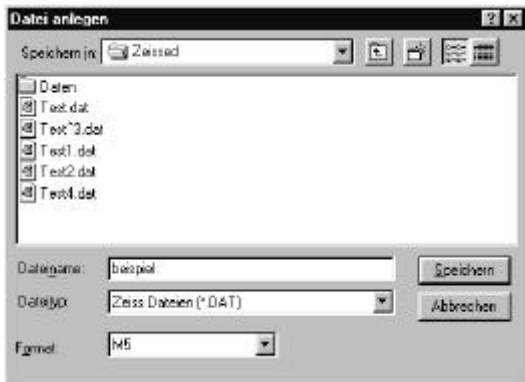 Datei anlegen
Speichern in: Zeissed
Daten
Test.dat
Test~3.dat
Test1.dat
Test2.dat
Test4.dat
Dateiname: beispiel Speichern
Dateityp: Zeiss Dateien (*.DAT) Abbrechen
Format: M5